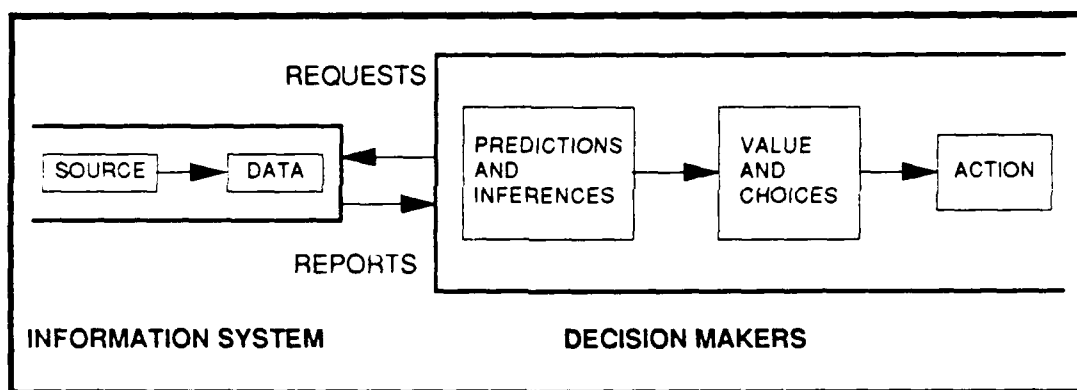 REQUESTS
SOURCE
DATA
PREDICTIONS
AND
INFERENCES
VALUE
AND
CHOICES
ACTION
REPORTS
INFORMATION SYSTEM
DECISION MAKERS